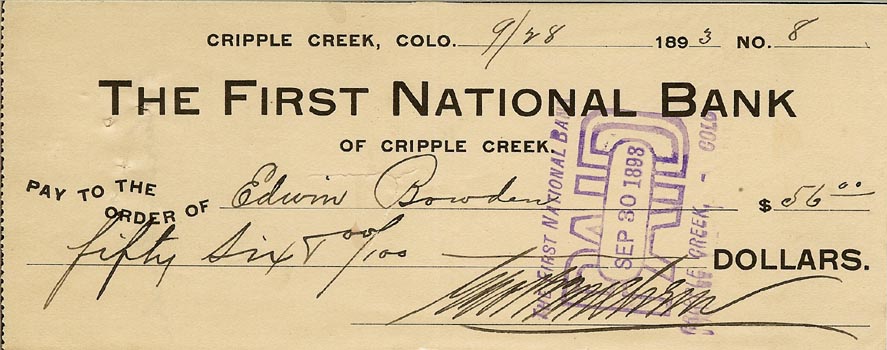 CRIPPLE CREEK, COLO. 9/28 1893 NO. 8
THE FIRST NATIONAL BANK
OF CRIPPLE CREEK.
PAY TO THE ORDER OF Edwin Bowden $56 00
fifty six & 00/100 DOLLARS.
THE FIRST NATIONAL BANK
PAID
SEP 30 1898
CRIPPLE CREEK - COLO